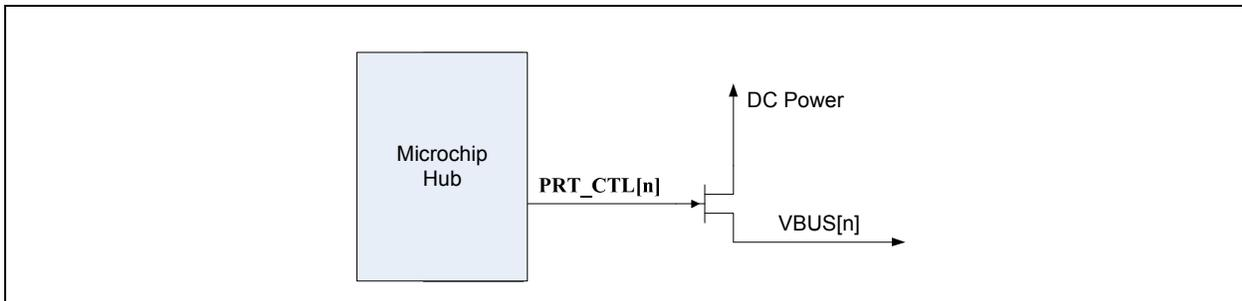 DC Power
Microchip
Hub
PRT_CTL[n]
VBUS[n]